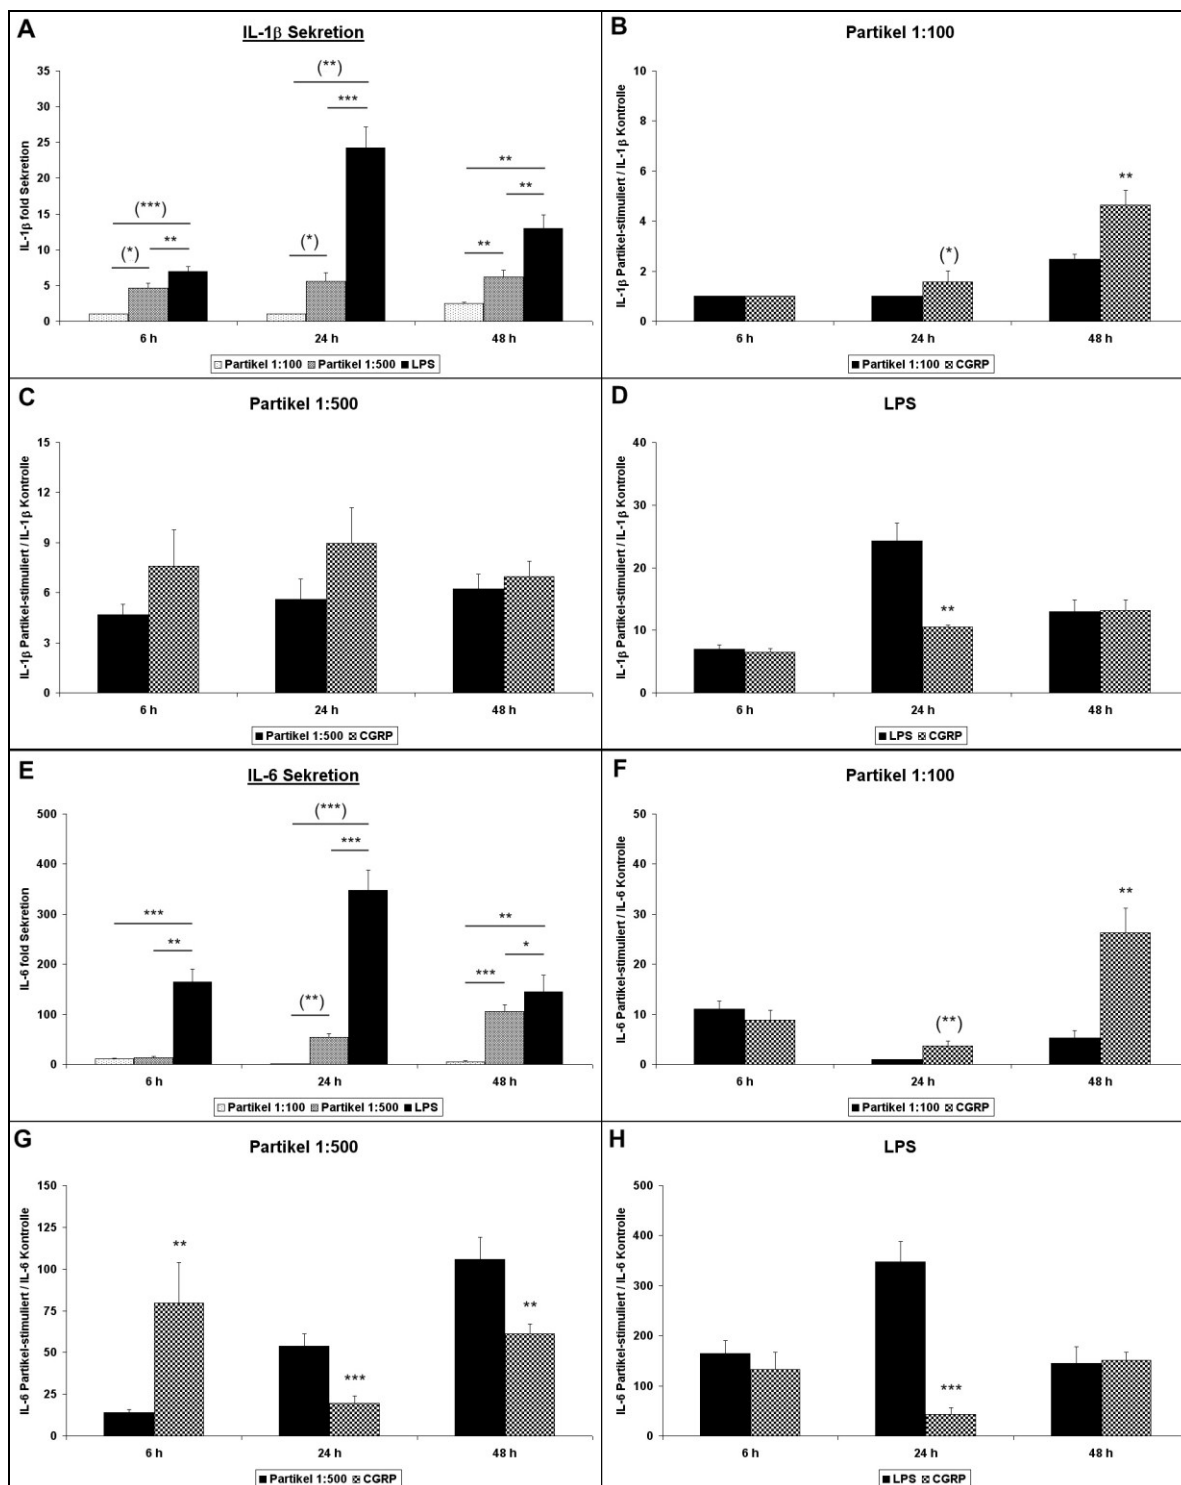 A
IL-1β Sekretion
IL-1β fold Sekretion
35
30
25
20
15
10
5
0
(***)
(*)
**
(**)
***
(*)
**
**
**
6 h
24 h
48 h
Partikel 1:100 Partikel 1:500 LPS
B
Partikel 1:100
IL-1β Partikel-stimuliert / IL-1β Kontrolle
10
8
6
4
2
0
(*)
**
6 h
24 h
48 h
Partikel 1:100 CGRP
C
Partikel 1:500
IL-1β Partikel-stimuliert / IL-1β Kontrolle
15
12
9
6
3
0
6 h
24 h
48 h
Partikel 1:500 CGRP
D
LPS
IL-1β Partikel-stimuliert / IL-1β Kontrolle
40
30
20
10
0
**
6 h
24 h
48 h
LPS CGRP
E
IL-6 Sekretion
IL-6 fold Sekretion
500
400
300
200
100
0
***
**
(***)
***
(**)
**
*
***
6 h
24 h
48 h
Partikel 1:100 Partikel 1:500 LPS
F
Partikel 1:100
IL-6 Partikel-stimuliert / IL-6 Kontrolle
50
40
30
20
10
0
(**)
**
6 h
24 h
48 h
Partikel 1:100 CGRP
G
Partikel 1:500
IL-6 Partikel-stimuliert / IL-6 Kontrolle
150
125
100
75
50
25
0
**
***
**
6 h
24 h
48 h
Partikel 1:500 CGRP
H
LPS
IL-6 Partikel-stimuliert / IL-6 Kontrolle
500
400
300
200
100
0
***
6 h
24 h
48 h
LPS CGRP